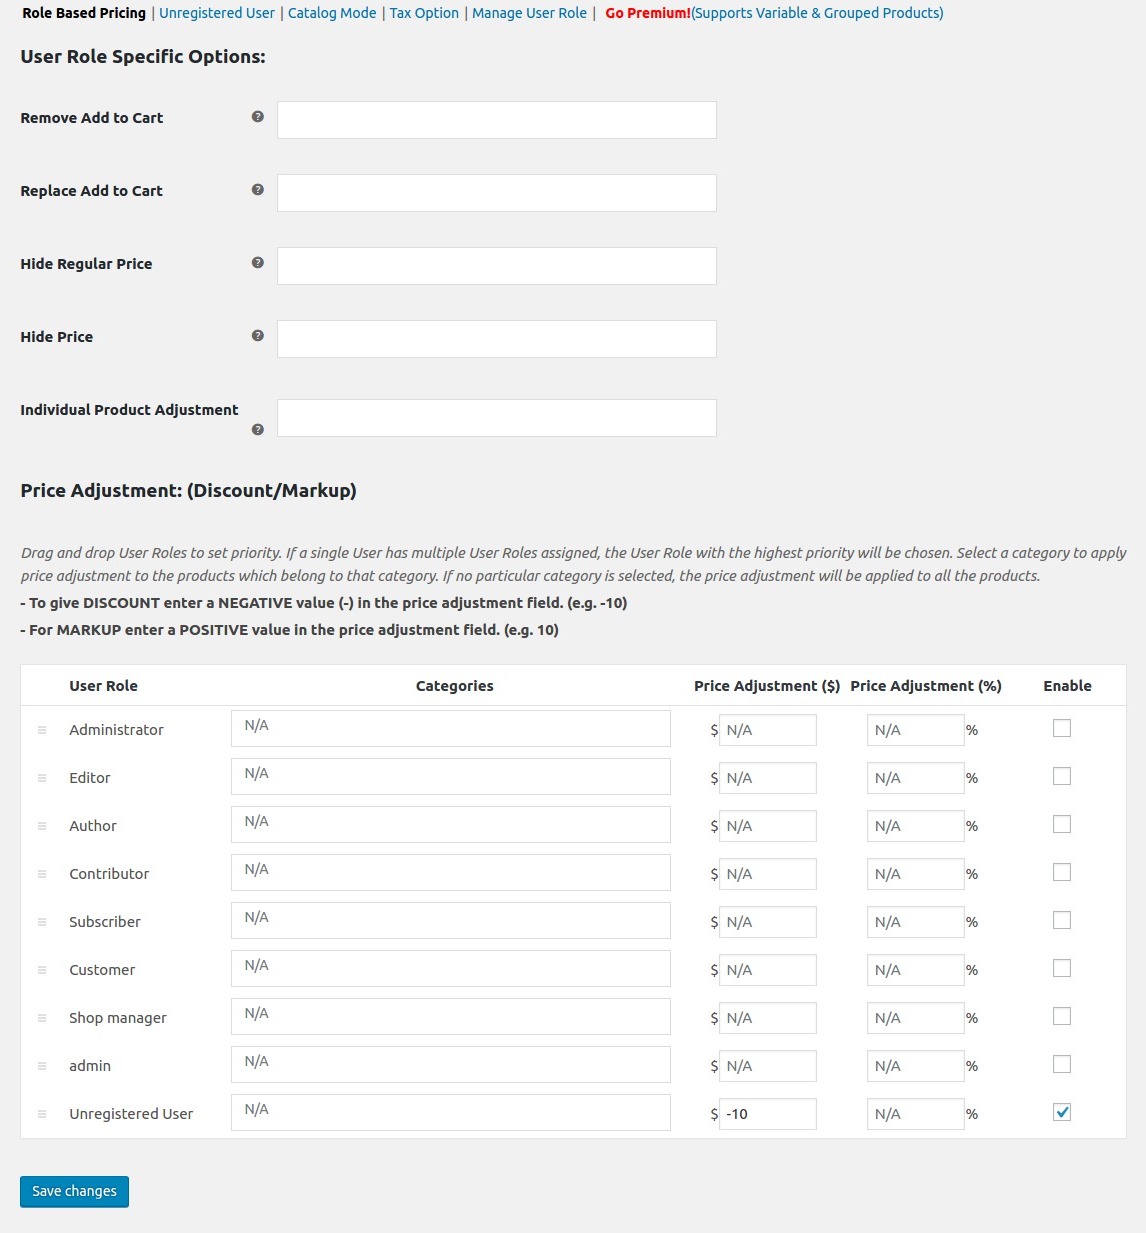 Role Based Pricing | Unregistered User | Catalog Mode | Tax Option | Manage User Role | Go Premium!(Supports Variable & Grouped Products)
User Role Specific Options:
Remove Add to Cart ?
Replace Add to Cart ?
Hide Regular Price ?
Hide Price ?
Individual Product Adjustment
?
Price Adjustment: (Discount/Markup)
Drag and drop User Roles to set priority. If a single User has multiple User Roles assigned, the User Role with the highest priority will be chosen. Select a category to apply
price adjustment to the products which belong to that category. If no particular category is selected, the price adjustment will be applied to all the products.
- To give DISCOUNT enter a NEGATIVE value (-) in the price adjustment field. (e.g. -10)
- For MARKUP enter a POSITIVE value in the price adjustment field. (e.g. 10)
User Role Categories Price Adjustment ($) Price Adjustment (%) Enable
Administrator N/A $ N/A N/A %
Editor N/A $ N/A N/A %
Author N/A $ N/A N/A %
Contributor N/A $ N/A N/A %
Subscriber N/A $ N/A N/A %
Customer N/A $ N/A N/A %
Shop manager N/A $ N/A N/A %
admin N/A $ N/A N/A %
Unregistered User N/A $ -10 N/A %
Save changes